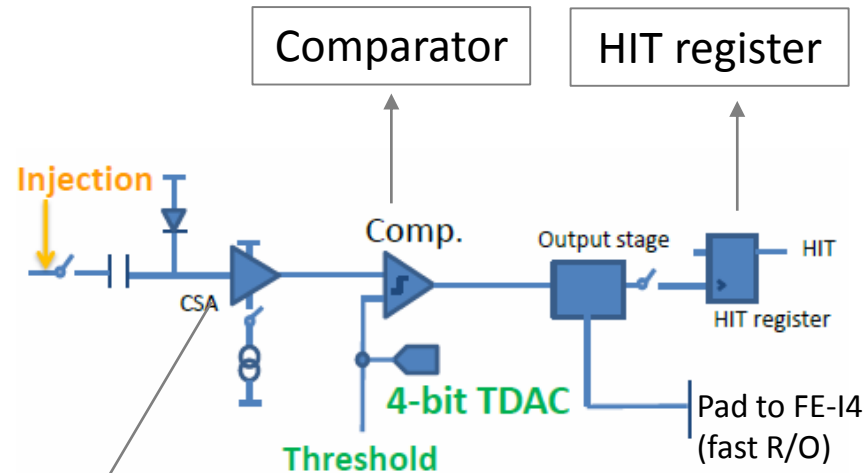 Comparator
HIT register
Injection
Comp.
Output stage
HIT
CSA
HIT register
4-bit TDAC
Pad to FE-I4
(fast R/O)
Threshold